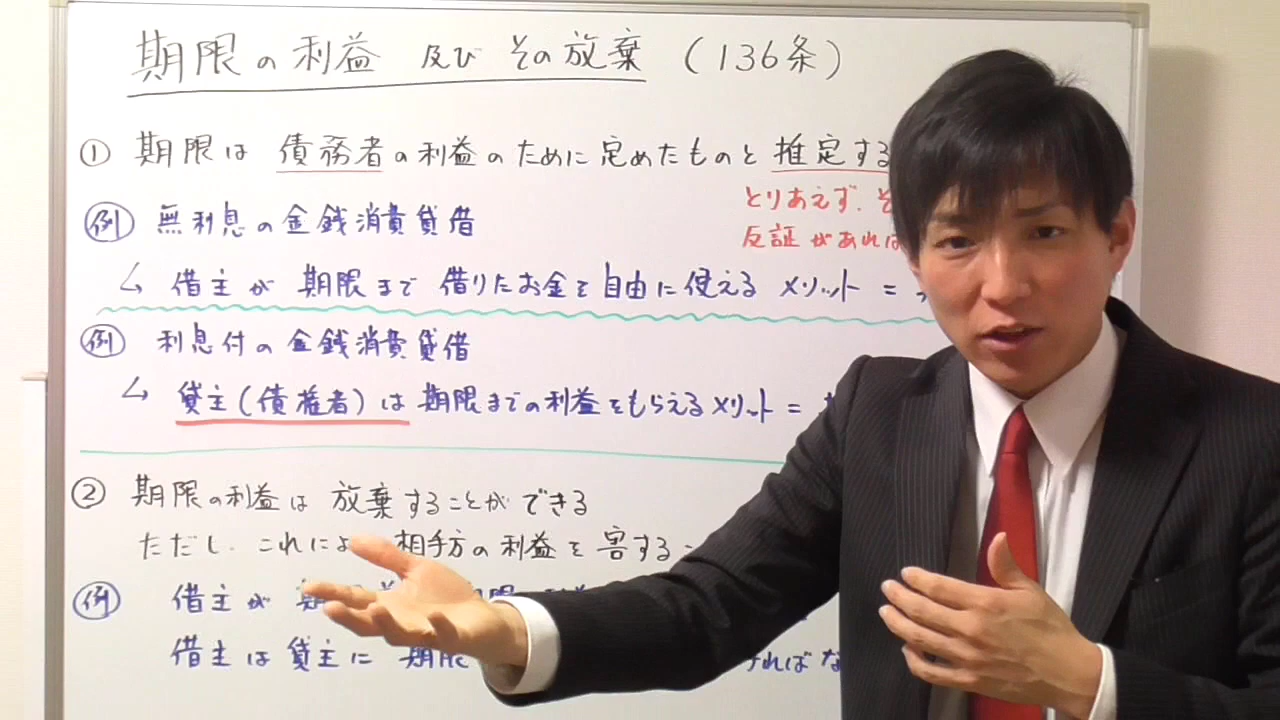 期限の利益 及び その放棄 (136条)
① 期限は 債務者の利益のために定めたものと 推定する
とりあえず、そ
反証があれば
例 無利息の金銭消費貸借
↳ 借主が 期限まで 借りたお金を自由に使える メリット =
例 利息付の金銭消費貸借
↳ 貸主(債権者)は 期限までの利益をもらえるメリット =
② 期限の利益は 放棄することができる
ただし、これによ 相手方の利益を害するこ
例 借主が 期
借主は貸主に 期限 ければな